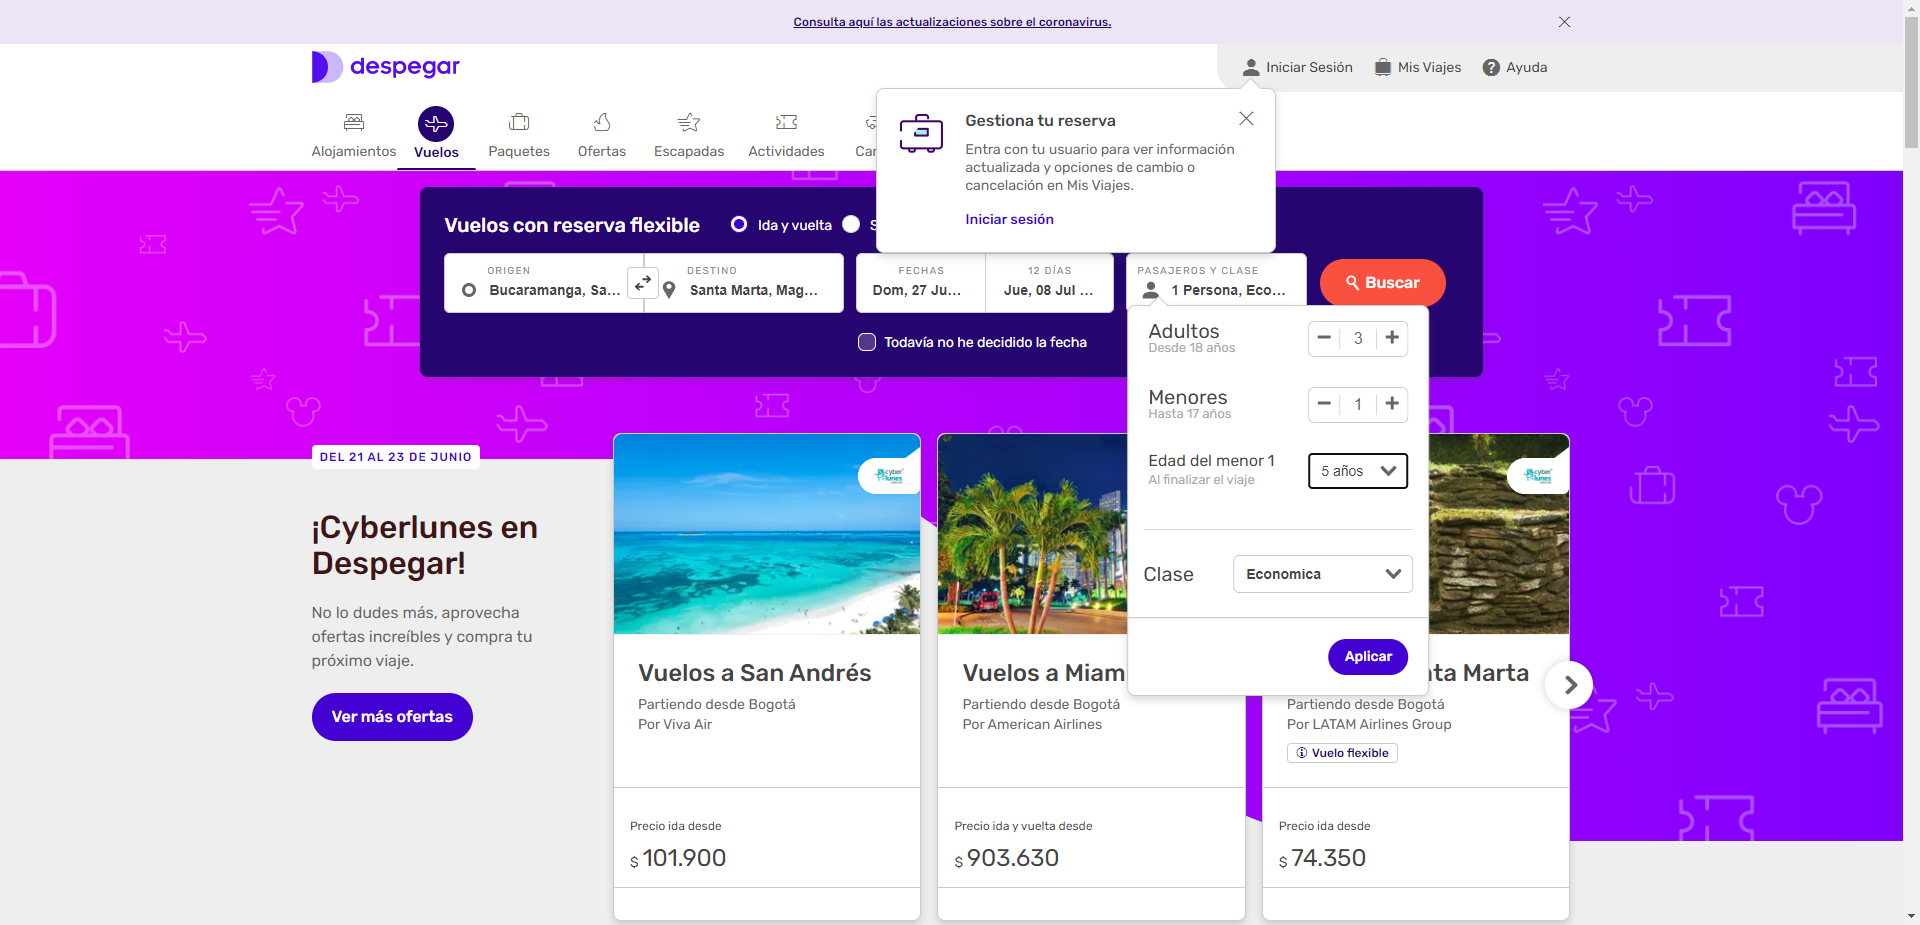 Consulta aquí las actualizaciones sobre el coronavirus.
despegar
Iniciar Sesión
Mis Viajes
Ayuda
Alojamientos
Vuelos
Paquetes
Ofertas
Escapadas
Actividades
Gestiona tu reserva
Entra con tu usuario para ver información
actualizada y opciones de cambio o
cancelación en Mis Viajes.
Iniciar sesión
Vuelos con reserva flexible
Ida y vuelta
ORIGEN
Bucaramanga, Sa...
DESTINO
Santa Marta, Mag...
FECHAS
Dom, 27 Ju...
12 DÍAS
Jue, 08 Jul ...
PASAJEROS Y CLASE
1 Persona, Eco...
Buscar
Todavía no he decidido la fecha
Adultos
Desde 18 años
3
Menores
Hasta 17 años
1
Edad del menor 1
Al finalizar el viaje
5 años
Clase
Economica
Aplicar
DEL 21 AL 23 DE JUNIO
¡Cyberlunes en
Despegar!
No lo dudes más, aprovecha
ofertas increíbles y compra tu
próximo viaje.
Ver más ofertas
cyber
lunes
Vuelos a San Andrés
Partiendo desde Bogotá
Por Viva Air
Precio ida desde
$ 101.900
Vuelos a Miam
Partiendo desde Bogotá
Por American Airlines
Precio ida y vuelta desde
$ 903.630
cyber
lunes
ta Marta
Partiendo desde Bogotá
Por LATAM Airlines Group
Vuelo flexible
Precio ida desde
$ 74.350